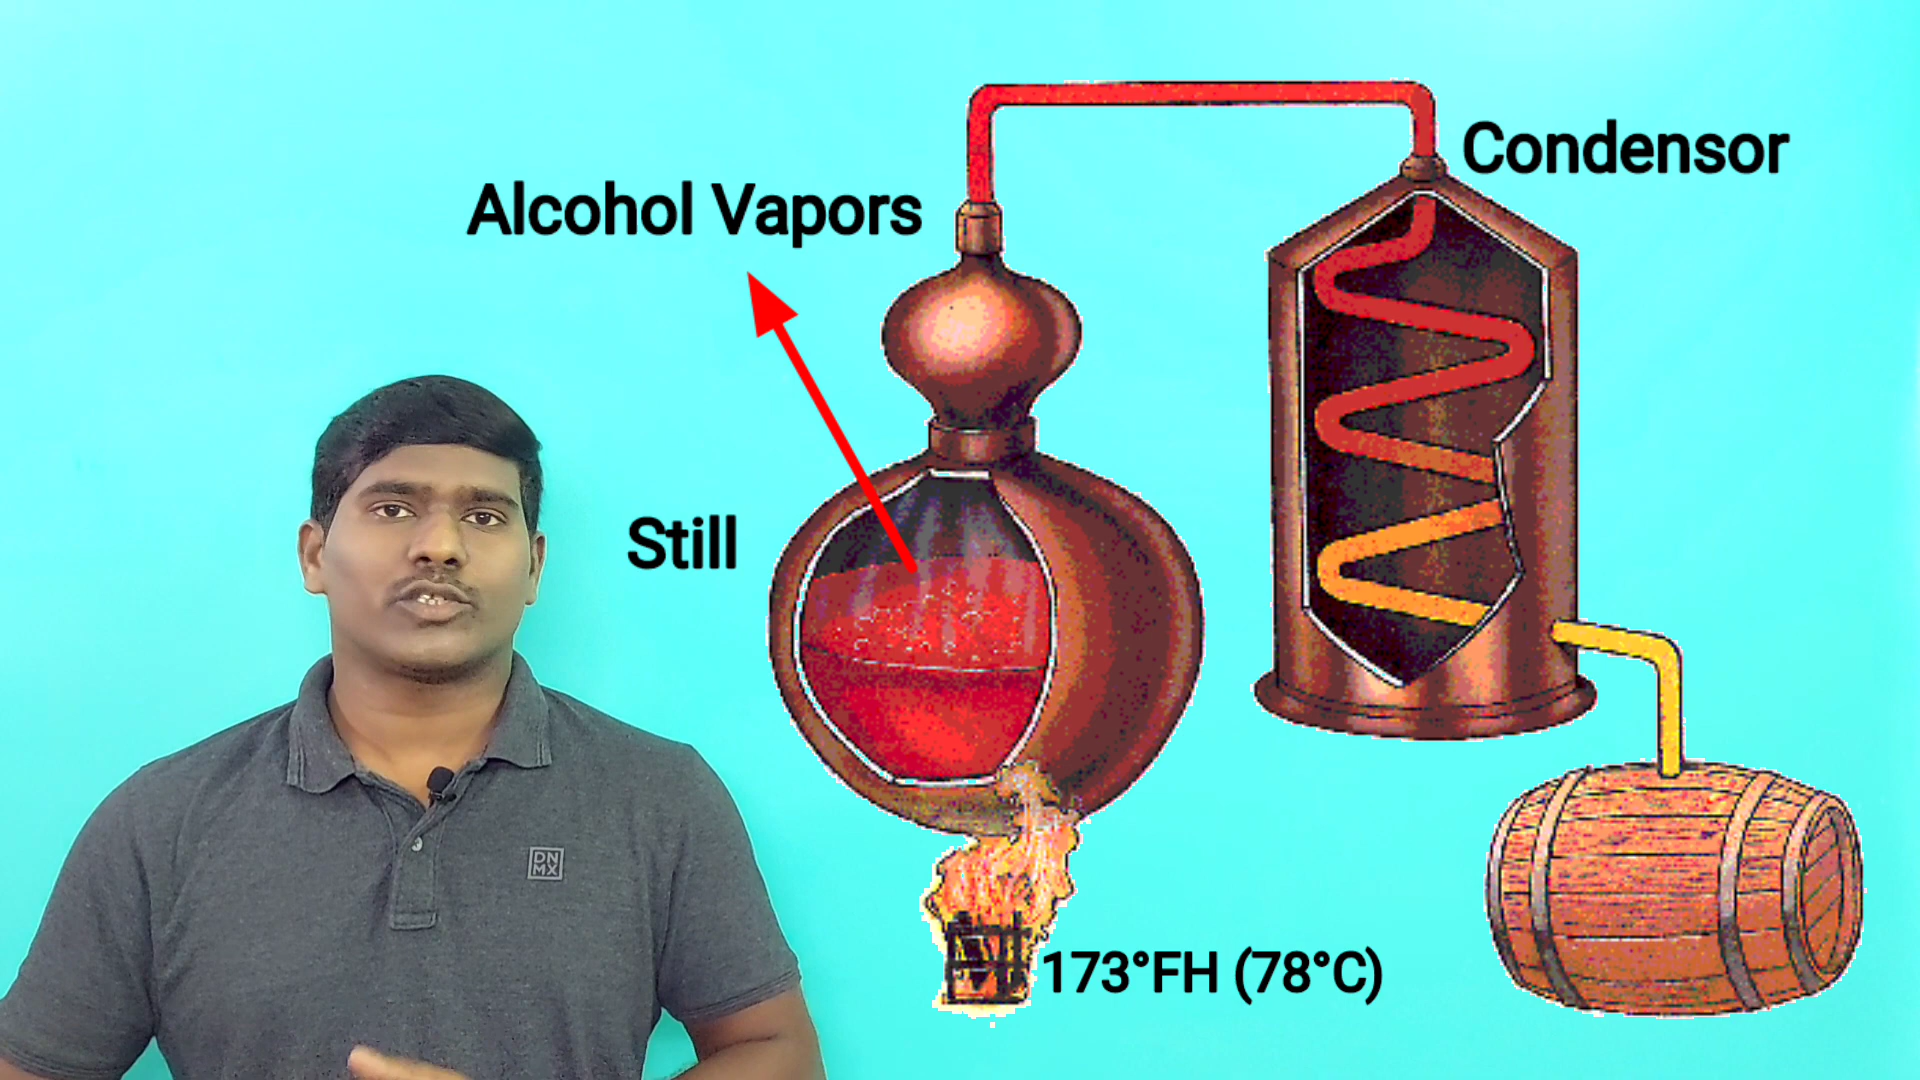 Condensor
Alcohol Vapors
Still
DN
MX
173°FH (78°C)